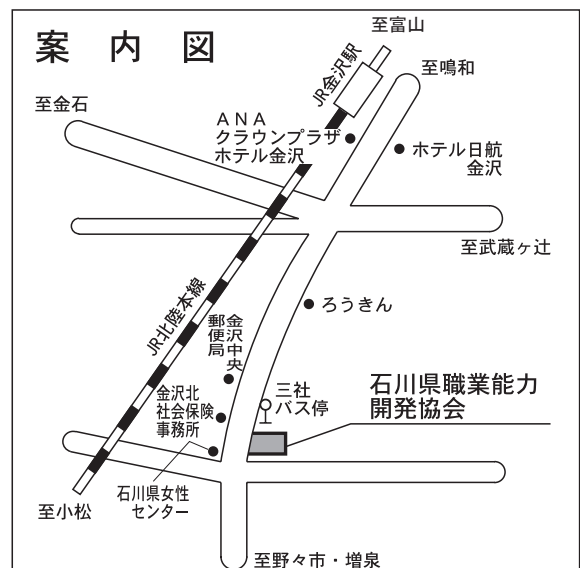 案内図
至富山
JR金沢駅
至鳴和
至金石
ANA
クラウンプラザ
ホテル金沢
ホテル日航
金沢
至武蔵ヶ辻
JR北陸本線
ろうきん
金沢中央
郵便局
三社
バス停
金沢北
社会保険
事務所
石川県職業能力
開発協会
石川県女性
センター
至小松
至野々市・増泉